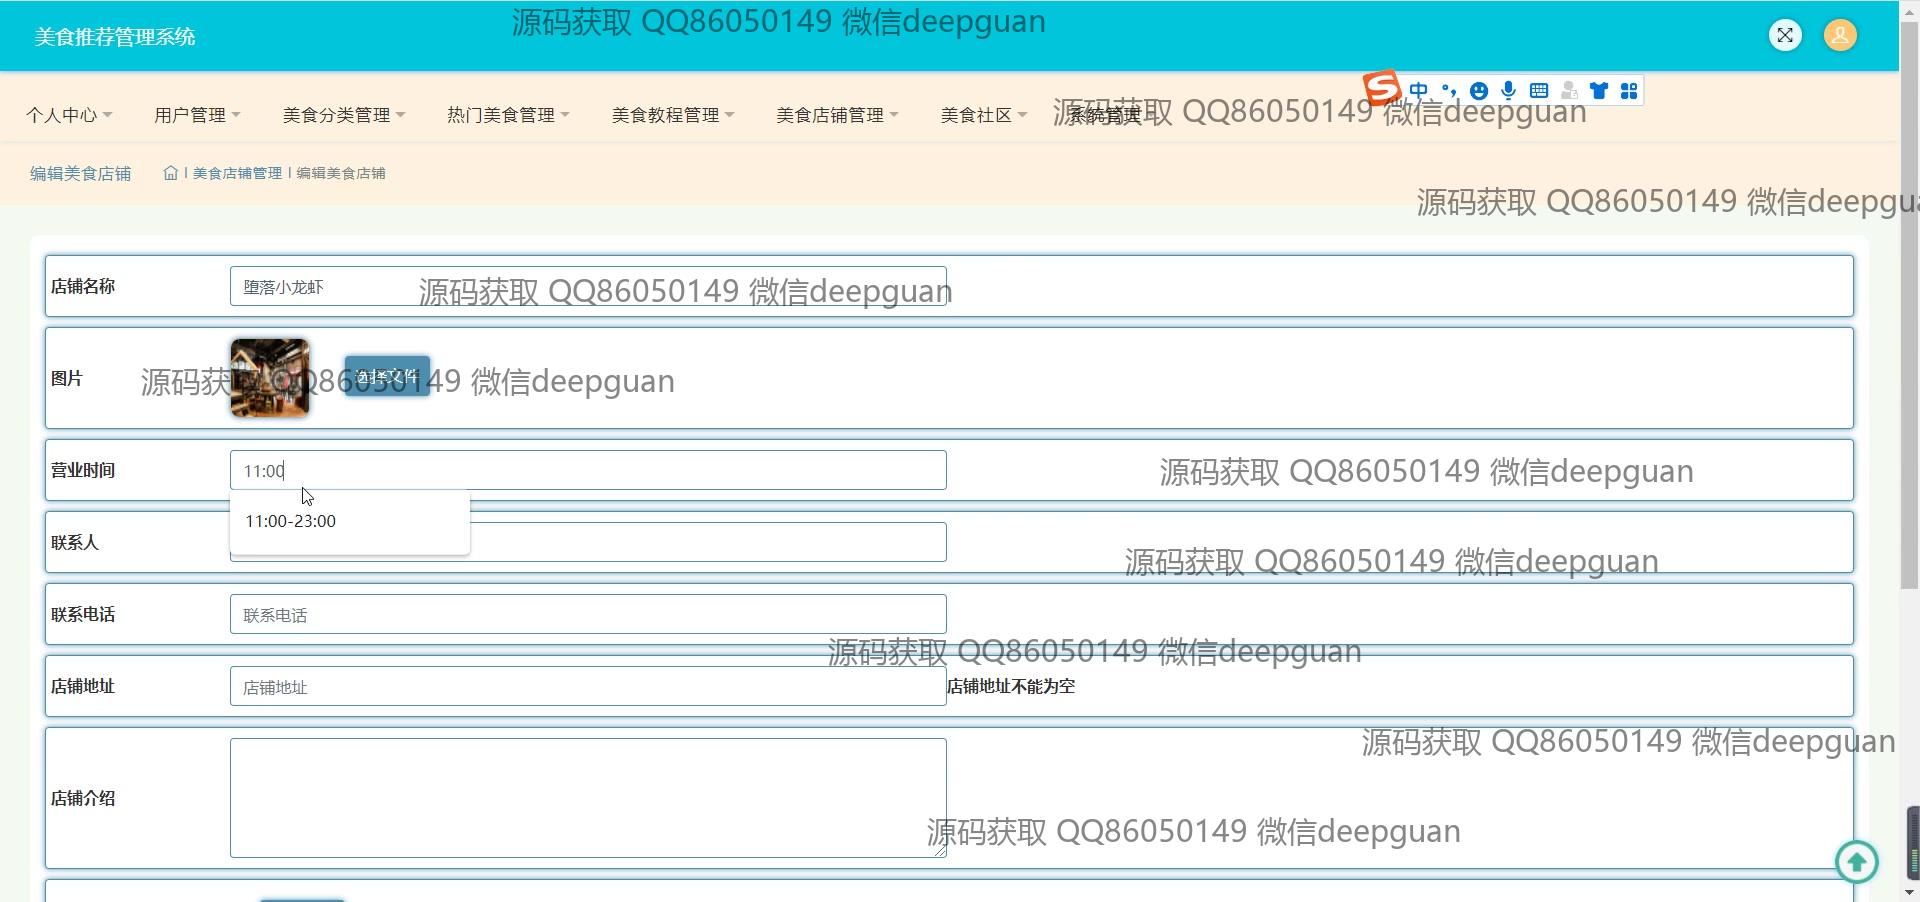 源码获取 QQ86050149 微信deepguan
美食推荐管理系统
中
个人中心 用户管理 美食分类管理 热门美食管理 美食教程管理 美食店铺管理 美食社区 系统管理
源码获取 QQ86050149 微信deepguan
编辑美食店铺 美食店铺管理 编辑美食店铺
源码获取 QQ86050149 微信deepgua
店铺名称 堕落小龙虾
源码获取 QQ86050149 微信deepguan
图片 选择文件
源码获取 QQ86050149 微信deepguan
营业时间 11:00
源码获取 QQ86050149 微信deepguan
11:00-23:00
联系人
源码获取 QQ86050149 微信deepguan
联系电话 联系电话
源码获取 QQ86050149 微信deepguan
店铺地址 店铺地址 店铺地址不能为空
源码获取 QQ86050149 微信deepguan
店铺介绍
源码获取 QQ86050149 微信deepguan